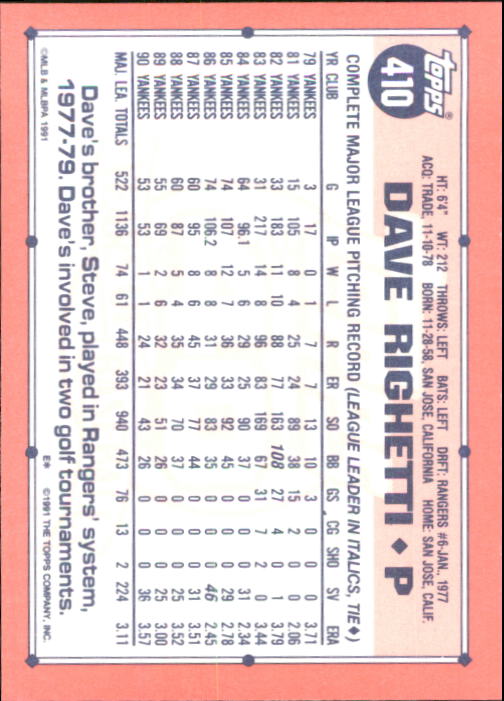 topps®
410
HT: 6'4" WT: 212 THROWS: LEFT BATS: LEFT DRFT: RANGERS #6-JAN., 1977
ACQ: TRADE, 11-10-78 BORN: 11-28-58, SAN JOSE, CALIFORNIA HOME: SAN JOSE, CALIF.
DAVE RIGHETTI ◆ P
COMPLETE MAJOR LEAGUE PITCHING RECORD (LEAGUE LEADER IN ITALICS, TIE◆)
YR CLUB G IP W L R ER SO BB GS CG SHO SV ERA
79 YANKEES 3 17 0 1 7 7 13 10 3 0 0 0 3.71
81 YANKEES 15 105 8 4 25 24 89 38 15 2 0 0 2.06
82 YANKEES 33 183 11 10 88 77 163 108 27 4 0 1 3.79
83 YANKEES 31 217 14 8 96 83 169 67 31 7 2 0 3.44
84 YANKEES 64 96.1 5 6 29 25 90 37 0 0 0 31 2.34
85 YANKEES 74 107 12 7 36 33 92 45 0 0 0 29 2.78
86 YANKEES 74 106.2 8 8 31 29 83 35 0 0 0 46 2.45
87 YANKEES 60 95 8 6 45 37 77 44 0 0 0 31 3.51
88 YANKEES 60 87 5 4 35 34 70 37 0 0 0 25 3.52
89 YANKEES 55 69 2 6 32 23 51 26 0 0 0 25 3.00
90 YANKEES 53 53 1 1 24 21 43 26 0 0 0 36 3.57
MAJ. LEA. TOTALS 522 1136 74 61 448 393 940 473 76 13 2 224 3.11
Dave's brother, Steve, played in Rangers' system,
1977-79. Dave's involved in two golf tournaments.
©MLB & MLBPA 1991 E* ©1991 THE TOPPS COMPANY, INC.